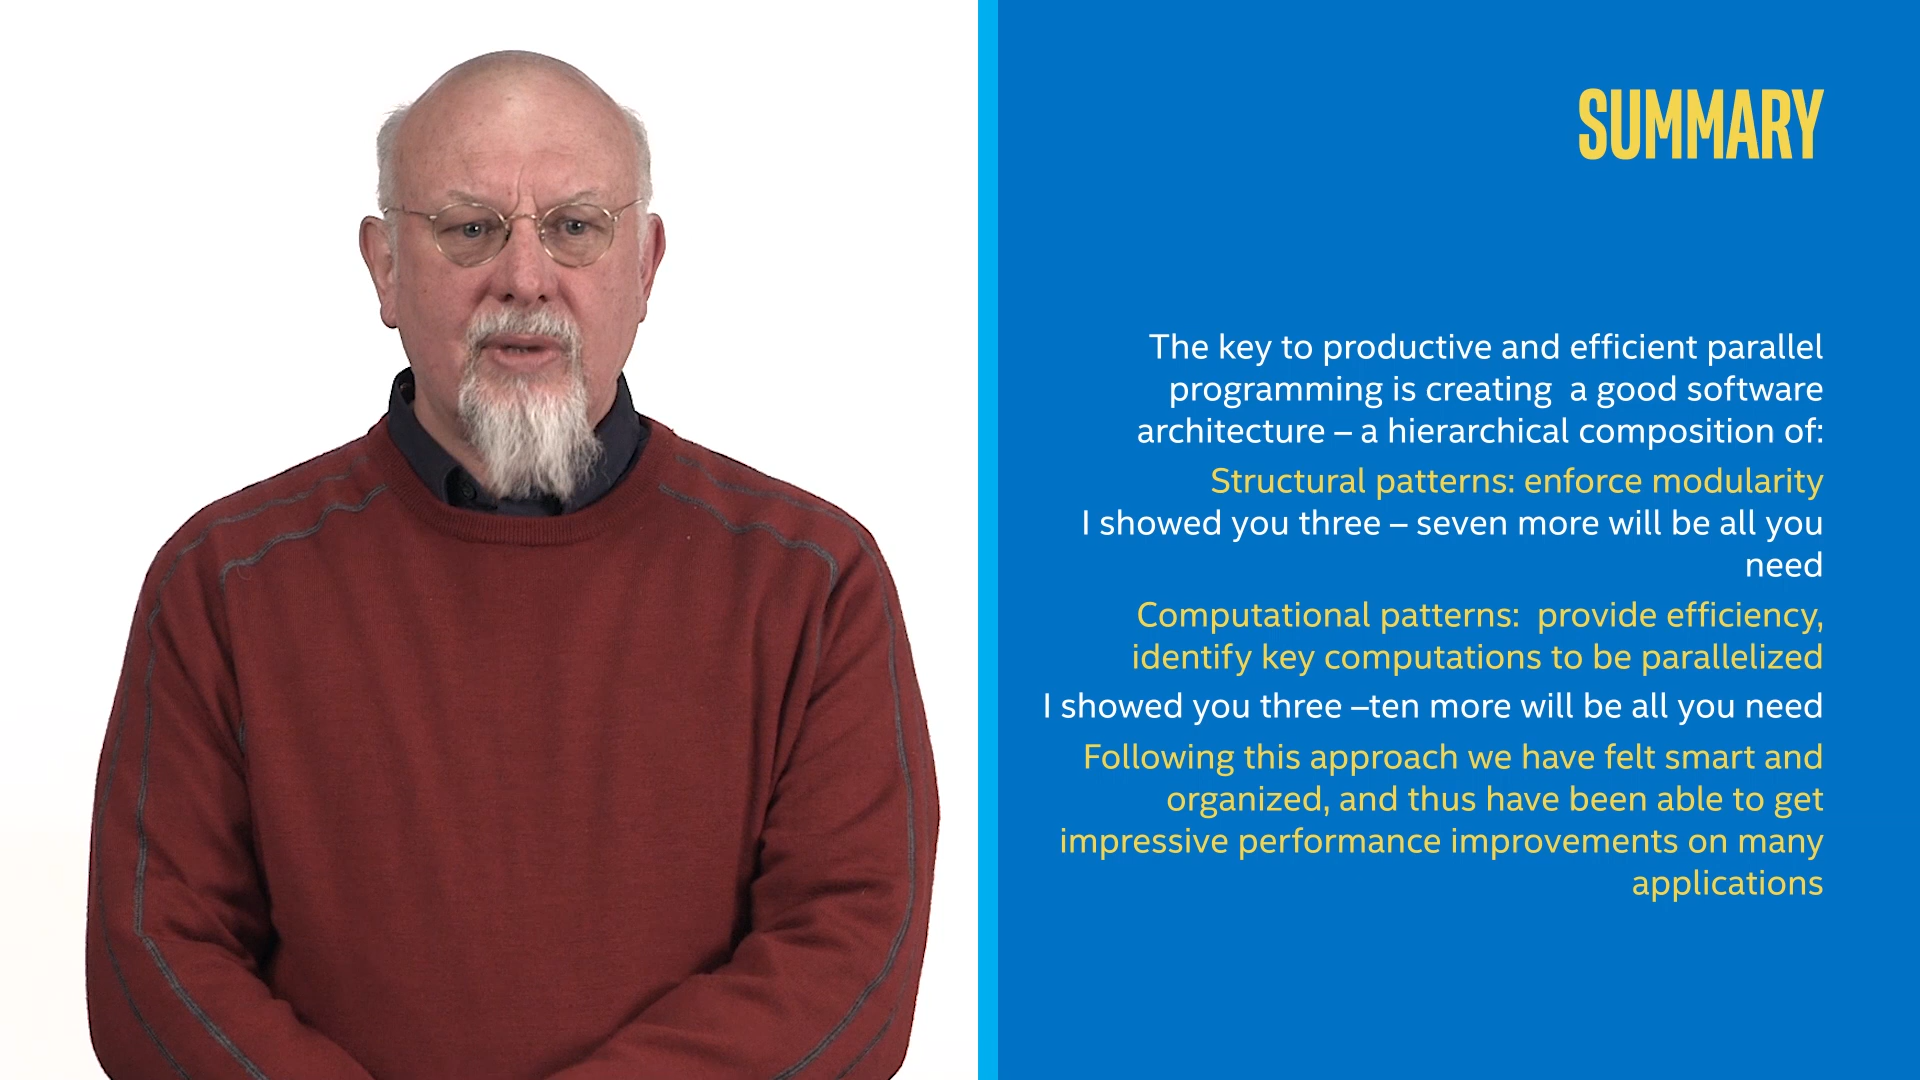 SUMMARY
The key to productive and efficient parallel
programming is creating  a good software
architecture – a hierarchical composition of:
Structural patterns: enforce modularity
I showed you three – seven more will be all you
need
Computational patterns:  provide efficiency,
identify key computations to be parallelized
I showed you three –ten more will be all you need
Following this approach we have felt smart and
organized, and thus have been able to get
impressive performance improvements on many
applications